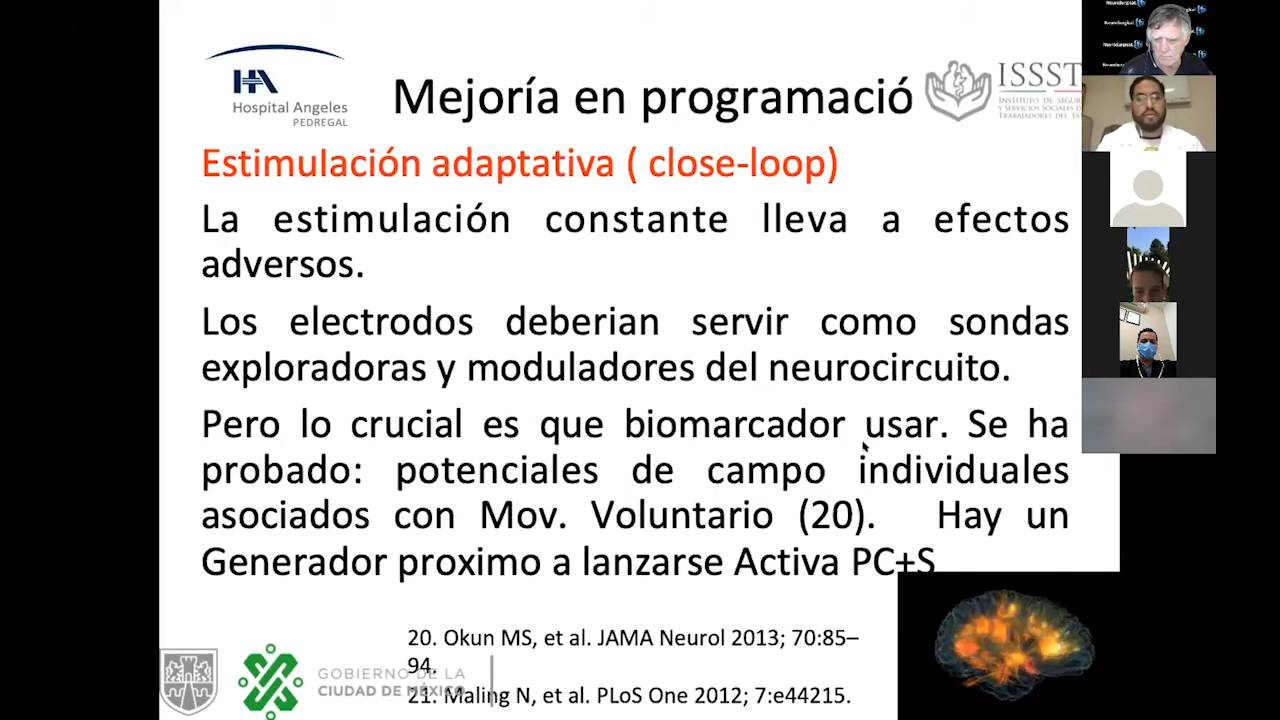 Hospital Angeles
PEDREGAL
Mejoría en programació
ISSST
INSTITUTO DE SEGUR
Y SERVICIOS SOCIALES D
TRABAJADORES DEL ES
Estimulación adaptativa ( close-loop)
La estimulación constante lleva a efectos
adversos.
Los electrodos deberian servir como sondas
exploradoras y moduladores del neurocircuito.
Pero lo crucial es que biomarcador usar. Se ha
probado: potenciales de campo individuales
asociados con Mov. Voluntario (20). Hay un
Generador proximo a lanzarse Activa PC+S
20. Okun MS, et al. JAMA Neurol 2013; 70:85–
94.
GOBIERNO DE LA
CIUDAD DE MÉXICO
21. Maling N, et al. PLoS One 2012; 7:e44215.